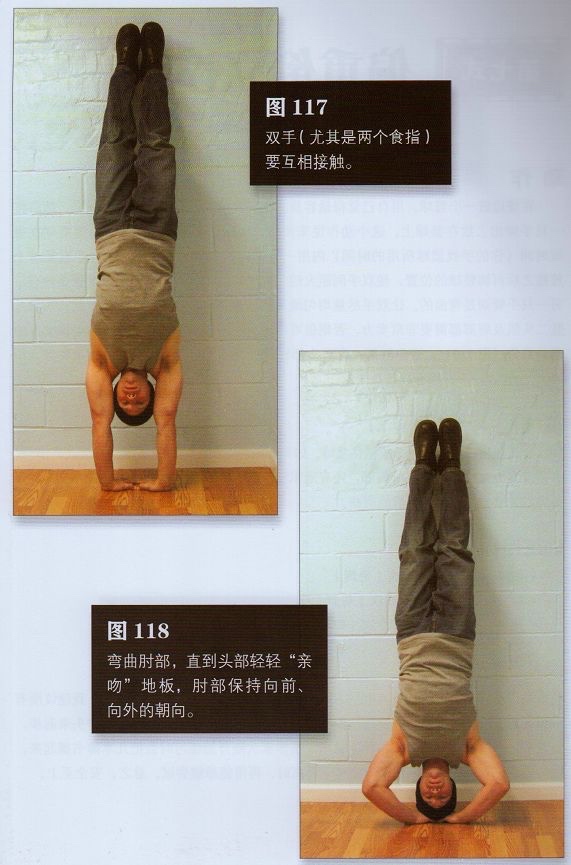 图 117
双手(尤其是两个食指)
要互相接触。
图 118
弯曲肘部，直到头部轻轻“亲
吻”地板，肘部保持向前、
向外的朝向。